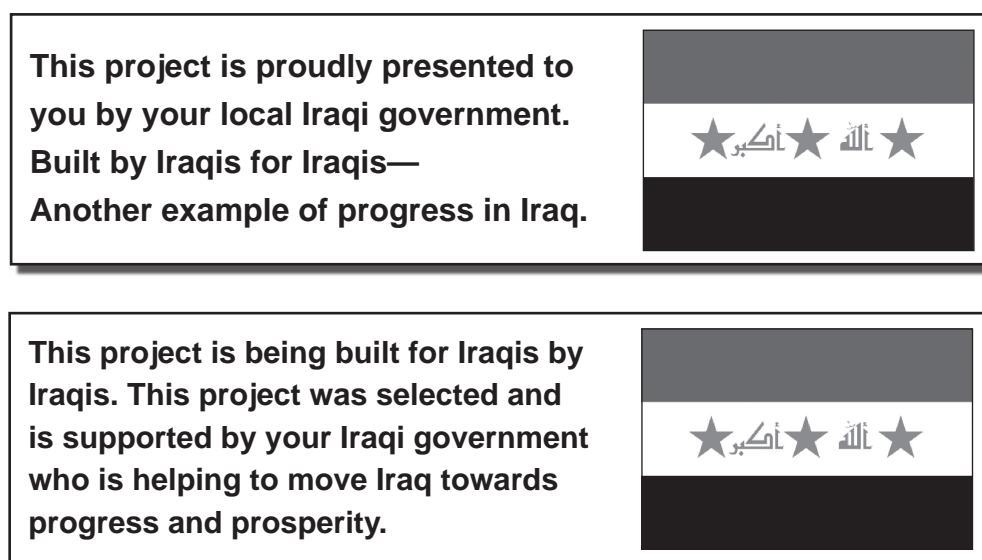 This project is proudly presented to
you by your local Iraqi government.
Built by Iraqis for Iraqis—
Another example of progress in Iraq.
الله أكبر
This project is being built for Iraqis by
Iraqis. This project was selected and
is supported by your Iraqi government
who is helping to move Iraq towards
progress and prosperity.
الله أكبر